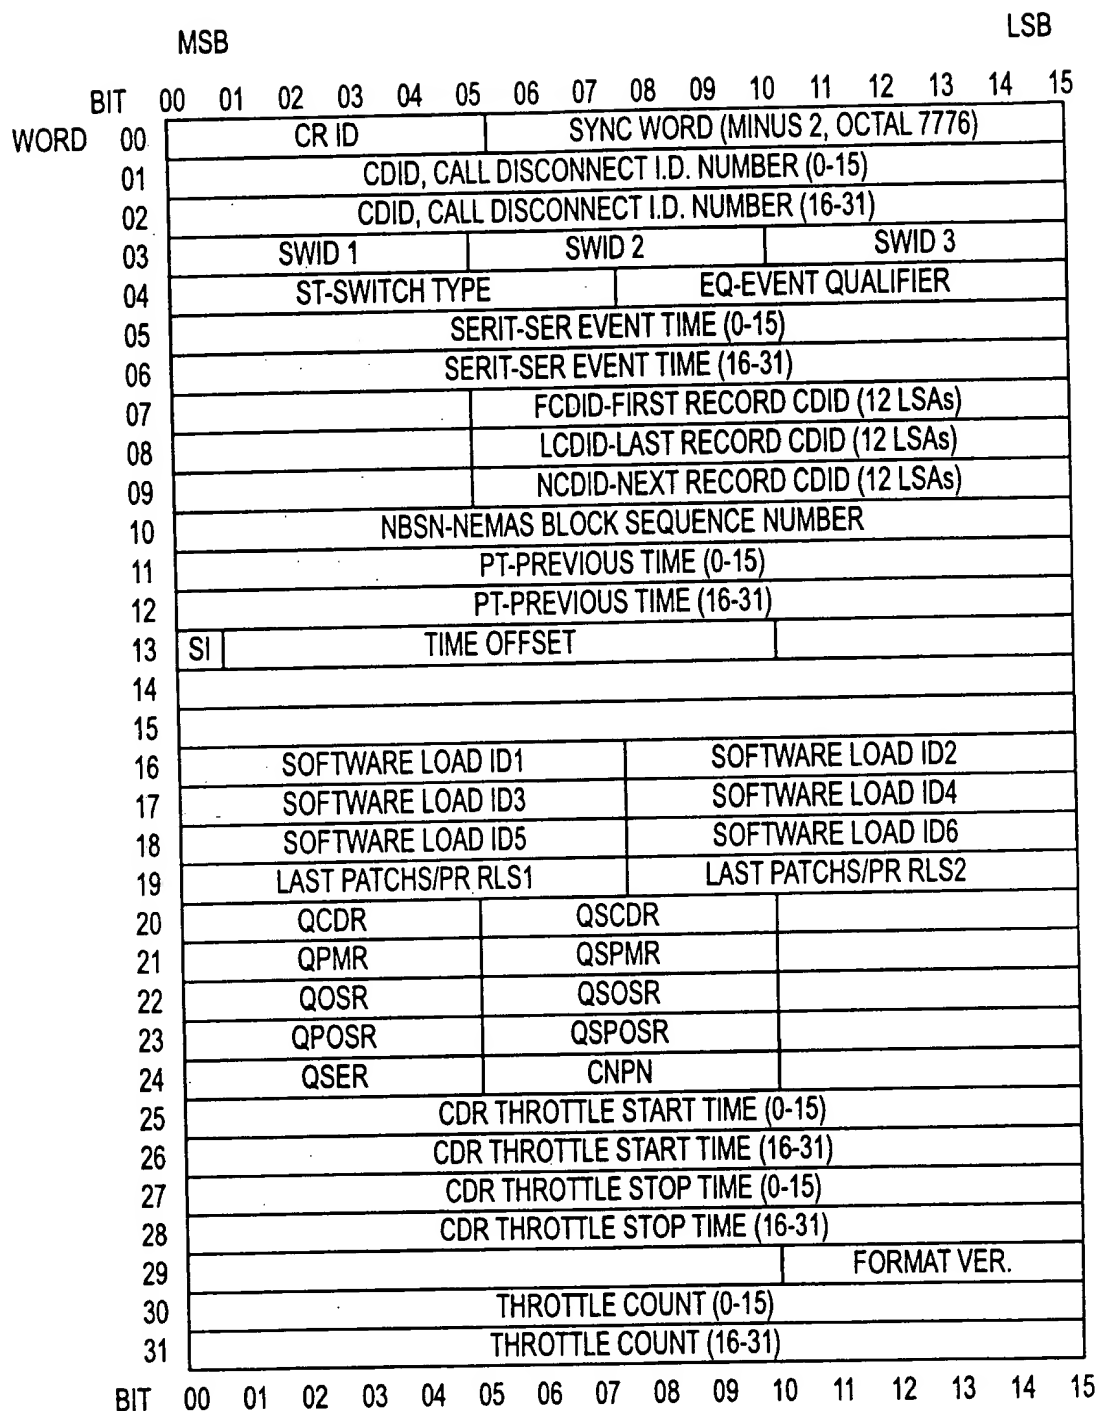 MSB LSB
BIT 00 01 02 03 04 05 06 07 08 09 10 11 12 13 14 15
WORD 00 CR ID SYNC WORD (MINUS 2, OCTAL 7776)
01 CDID, CALL DISCONNECT I.D. NUMBER (0-15)
02 CDID, CALL DISCONNECT I.D. NUMBER (16-31)
03 SWID 1 SWID 2 SWID 3
04 ST-SWITCH TYPE EQ-EVENT QUALIFIER
05 SERIT-SER EVENT TIME (0-15)
06 SERIT-SER EVENT TIME (16-31)
07 FCDID-FIRST RECORD CDID (12 LSAs)
08 LCDID-LAST RECORD CDID (12 LSAs)
09 NCDID-NEXT RECORD CDID (12 LSAs)
10 NBSN-NEMAS BLOCK SEQUENCE NUMBER
11 PT-PREVIOUS TIME (0-15)
12 PT-PREVIOUS TIME (16-31)
13 SI TIME OFFSET
14
15
16 SOFTWARE LOAD ID1 SOFTWARE LOAD ID2
17 SOFTWARE LOAD ID3 SOFTWARE LOAD ID4
18 SOFTWARE LOAD ID5 SOFTWARE LOAD ID6
19 LAST PATCHS/PR RLS1 LAST PATCHS/PR RLS2
20 QCDR QSCDR
21 QPMR QSPMR
22 QOSR QSOSR
23 QPOSR QSPOSR
24 QSER CNPN
25 CDR THROTTLE START TIME (0-15)
26 CDR THROTTLE START TIME (16-31)
27 CDR THROTTLE STOP TIME (0-15)
28 CDR THROTTLE STOP TIME (16-31)
29 FORMAT VER.
30 THROTTLE COUNT (0-15)
31 THROTTLE COUNT (16-31)
BIT 00 01 02 03 04 05 06 07 08 09 10 11 12 13 14 15